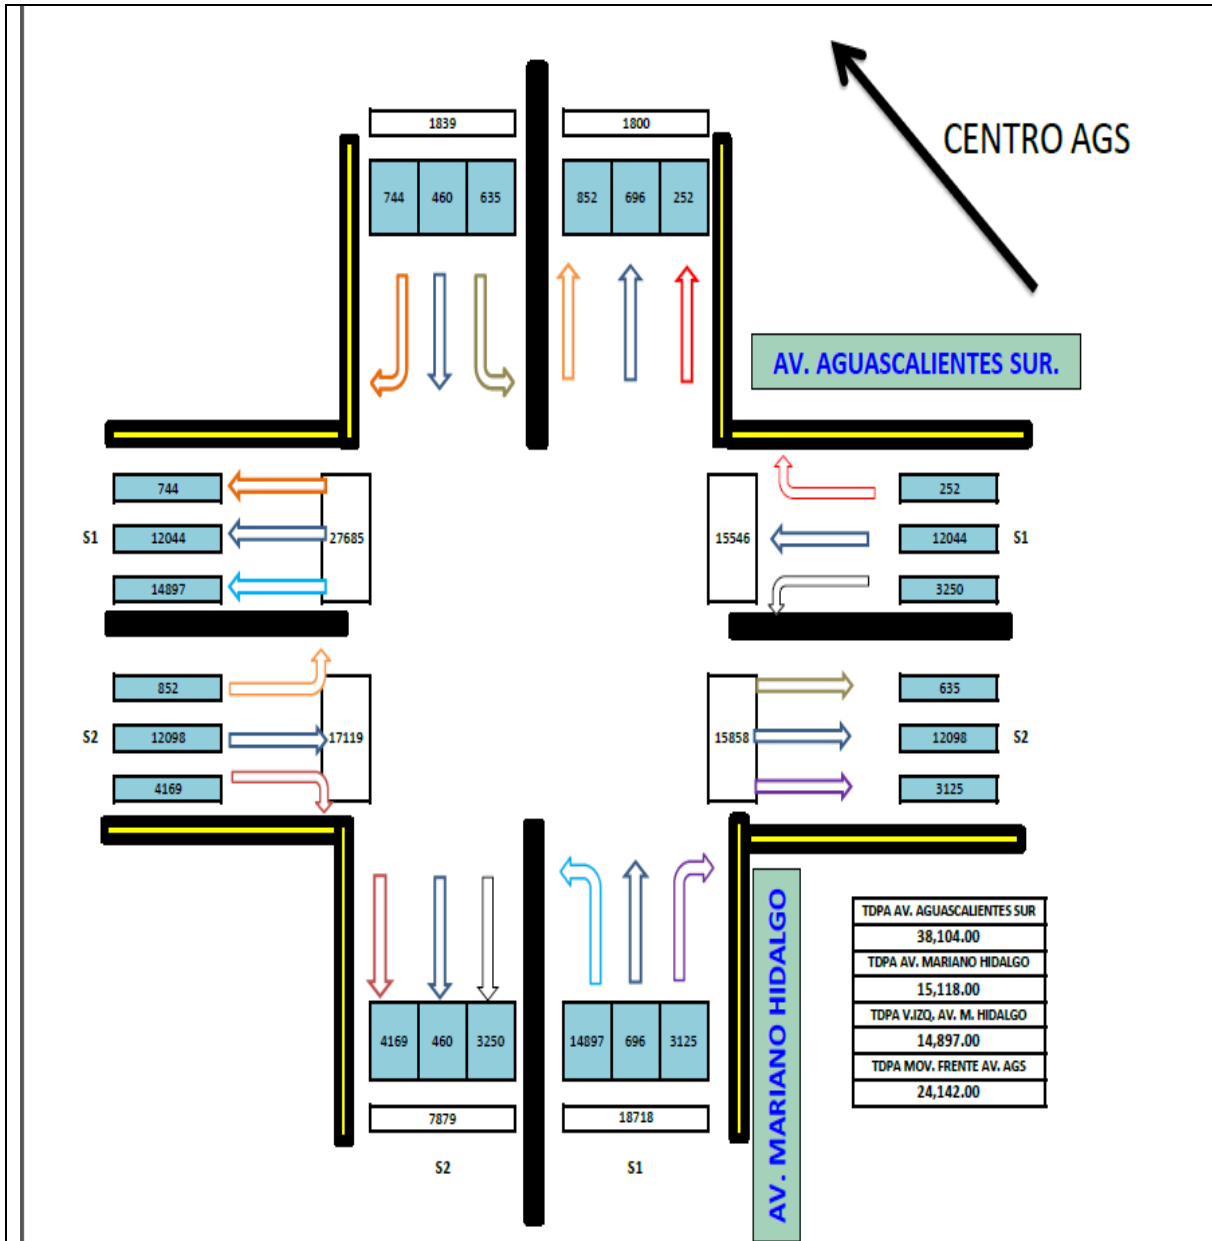 1839 1800
CENTRO AGS
744 460 635 852 696 252
AV. AGUASCALIENTES SUR.
744 252
S1 12044 27685 15546 12044 S1
14897 3250
852 635
S2 12098 17119 15858 12098 S2
4169 3125
AV. MARIANO HIDALGO
TDPA AV. AGUASCALIENTES SUR
38,104.00
TDPA AV. MARIANO HIDALGO
15,118.00
TDPA V.IZQ. AV. M. HIDALGO
14,897.00
TDPA MOV. FRENTE AV. AGS
24,142.00
4169 460 3250 14897 696 3125
7879 18718
S2 S1